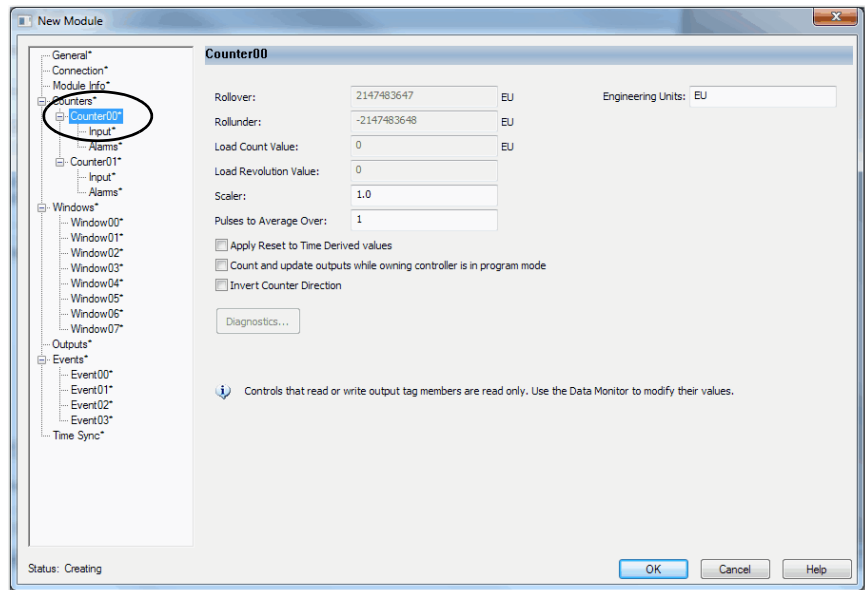 New Module
General*
Connection*
Module Info*
Counters*
Counter00*
Input*
Alarms*
Counter01*
Input*
Alarms*
Windows*
Window00*
Window01*
Window02*
Window03*
Window04*
Window05*
Window06*
Window07*
Outputs*
Events*
Event00*
Event01*
Event02*
Event03*
Time Sync*
Counter00
Rollover: 2147483647 EU Engineering Units: EU
Rollunder: -2147483648 EU
Load Count Value: 0 EU
Load Revolution Value: 0
Scaler: 1.0
Pulses to Average Over: 1
Apply Reset to Time Derived values
Count and update outputs while owning controller is in program mode
Invert Counter Direction
Diagnostics...
Controls that read or write output tag members are read only. Use the Data Monitor to modify their values.
Status: Creating
OK Cancel Help